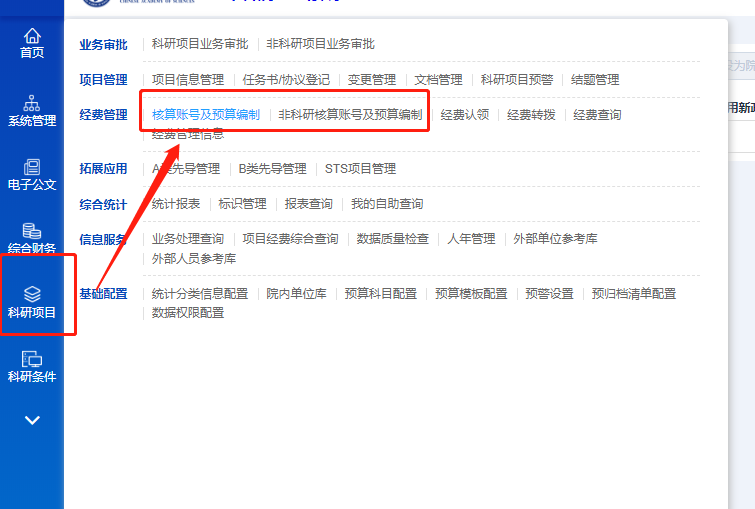 CHINESE ACADEMY OF SCIENCES
首页
系统管理
电子公文
综合财务
科研项目
科研条件
业务审批 科研项目业务审批 非科研项目业务审批
项目管理 项目信息管理 任务书/协议登记 变更管理 文档管理 科研项目预警 结题管理
经费管理 核算账号及预算编制 非科研核算账号及预算编制 经费认领 经费转拨 经费查询
经费管理信息
拓展应用 A类先导管理 B类先导管理 STS项目管理
综合统计 统计报表 标识管理 报表查询 我的自助查询
信息服务 业务处理查询 项目经费综合查询 数据质量检查 人年管理 外部单位参考库
外部人员参考库
基础配置 统计分类信息配置 院内单位库 预算科目配置 预算模板配置 预警设置 预归档清单配置
数据权限配置
为院
用新政